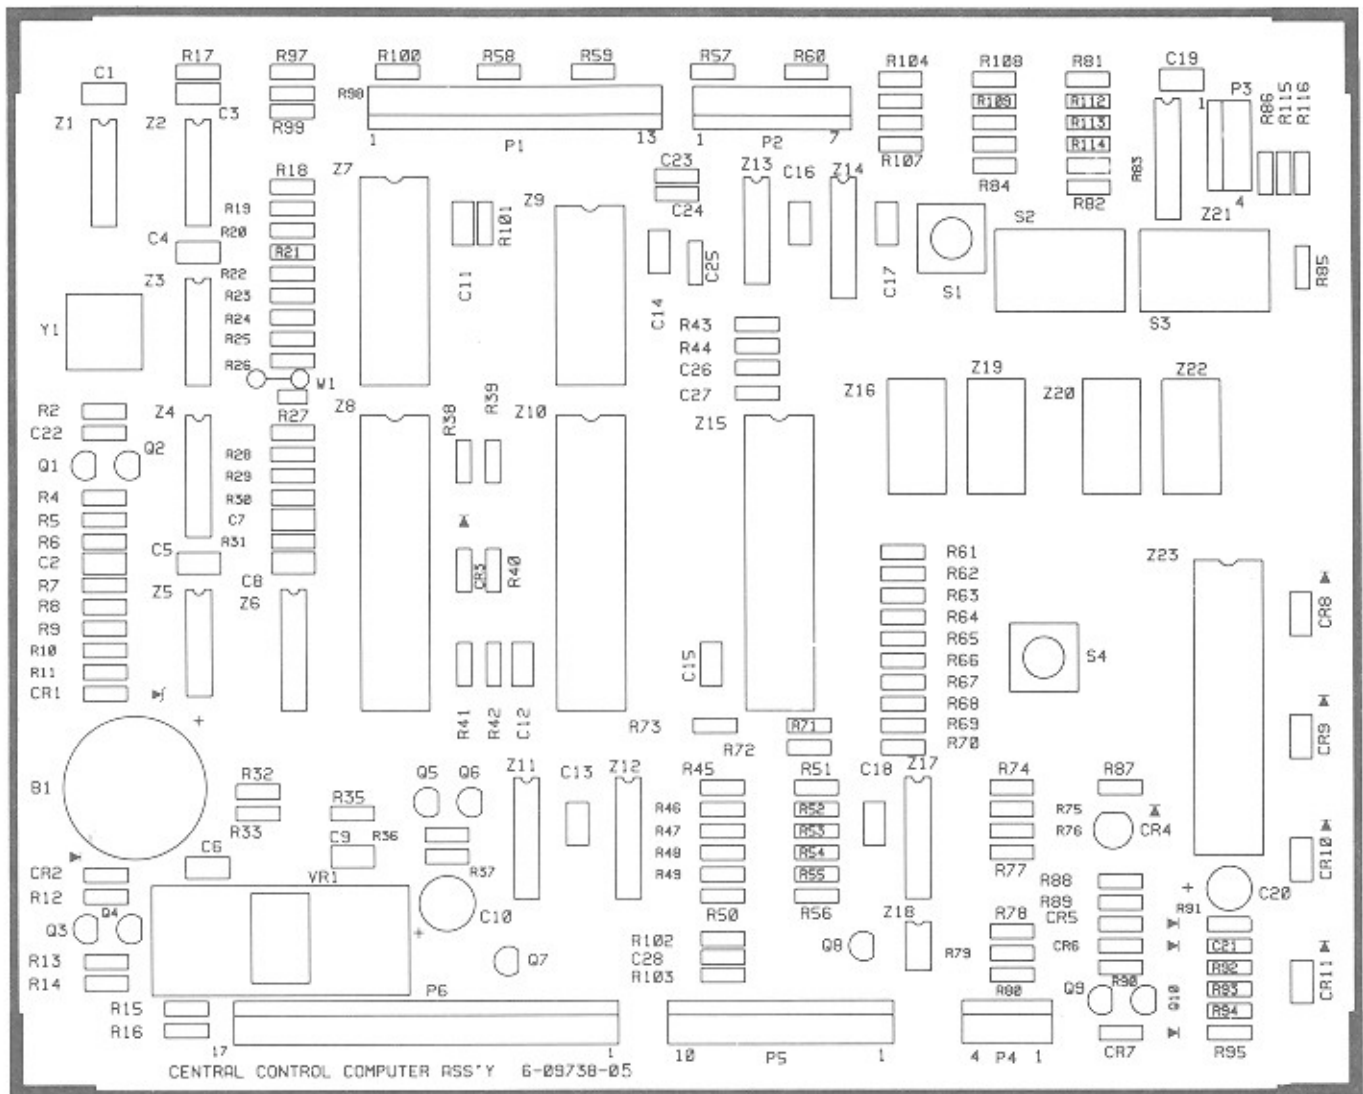 R17 R97 R100 R58 R59 R57 R60 R104 R108 R81 C19
C1 R98 P3
C3 R99 R109 R112 R86 R115 R116
Z1 Z2 1 13 1 7 R113 1
P1 P2 R107 R114 R83
R18 Z7 C23 Z13 C16 Z14 R84 R82 4
R19 Z9 R101 C24 S2 Z21
R20
C4 R21 C25 R85
Z3 R22 C11 C14 C17 S1
R23
Y1 R24 R43 S3
R25 R44
R26 C26 Z16 Z19 Z20 Z22
W1 C27
R2 Z4 R27 Z8 R38 R39 Z10 Z15
C22
Q1 Q2 R28
R29
R4 R30
R5 C7
R6 R31 R61 Z23
C2 C5 C8 CR3 R40 R62
R7 Z5 Z6 R63 CR8
R8 R64
R9 R65
R10 C15 R66 S4
R11 R67
CR1 R68
+ R41 R42 C12 R73 R71 R69 CR9
R72 R70
R32 Q5 Q6 Z11 C13 Z12 R45 R51 C18 Z17 R74 R87
B1 R35 R46 R52 R75
R33 C9 R36 R47 R53 R76 CR4
C6 R48 R54 CR10
CR2 VR1 R37 R49 R55 R77
R12 R88 +
Q4 C10 R50 R56 R89 R91 C20
Q3 + Z18 R78 CR5
R102 Q8 R79 CR6 C21
R13 Q7 C28 R92
R14 P6 R103 R80 Q9 R90 Q10 R93 CR11
R15 R94
R16
17 1 10 P5 1 4 P4 1 CR7 R95
CENTRAL CONTROL COMPUTER ASS'Y 6-09738-05